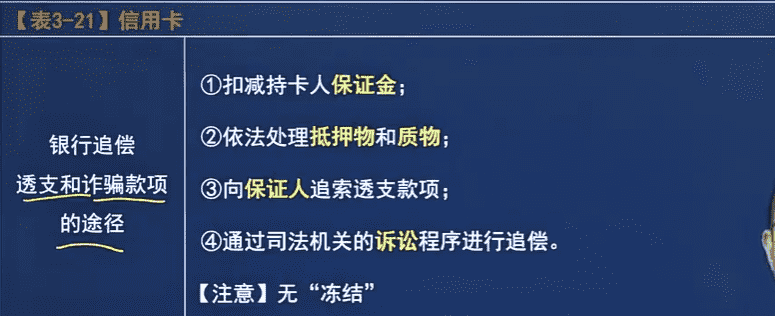 【表3-21】信用卡
银行追偿
透支和诈骗款项
的途径
①扣减持卡人保证金；
②依法处理抵押物和质物；
③向保证人追索透支款项；
④通过司法机关的诉讼程序进行追偿。
【注意】无“冻结”